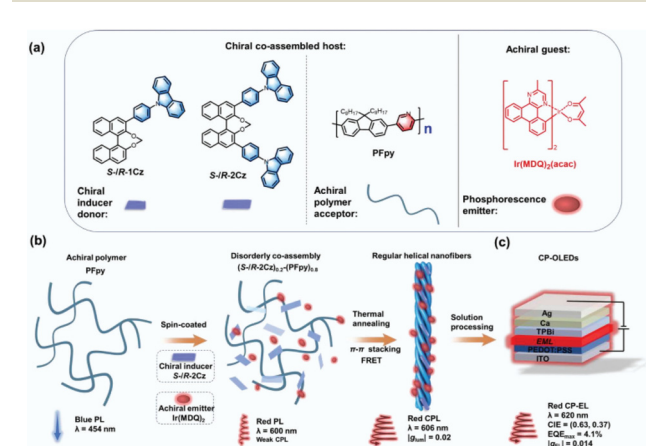 (a)
Chiral co-assembled host:
Achiral guest:
N
N
O
O
O
O
N
S-/R-1Cz
S-/R-2Cz
C8H17
C8H17
N
n
PFpy
N
N
O
O
2
Ir(MDQ)2(acac)
Chiral
inducer
donor:
Achiral
polymer
acceptor:
Phosphorescence
emitter:
(b)
Achiral polymer
PFpy
Disorderly co-assembly
(S-/R-2Cz)0.2-(PFpy)0.8
Regular helical nanofibers
(c)
CP-OLEDs
Spin-coated
Chiral inducer
S-/R-2Cz
Achiral emitter
Ir(MDQ)2
Thermal
annealing
π-π stacking
FRET
Solution
processing
Ag
Ca
TPBi
EML
PEDOT:PSS
ITO
Blue PL
λ = 454 nm
Red PL
λ = 600 nm
Weak CPL
Red CPL
λ = 606 nm
|glum| = 0.02
Red CP-EL
λ = 620 nm
CIE = (0.63, 0.37)
EQEmax = 4.1%
= 0.014